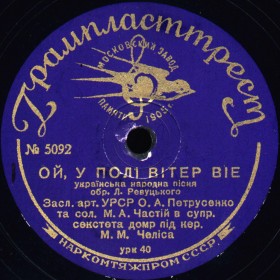 Грампласттрест
МОСКОВСКИЙ ЗАВОД
ПАМЯТИ 1905 г.
№ 5092
ОЙ, У ПОЛІ ВІТЕР ВІЕ
українська народна пісня
обр. Л. Ревуцького
Засл. арт. УРСР О. А. Петрусенко
та сол. М. А. Частій в супр.
секстета домр під кер.
М. М. Челіса
урк 40
НАРКОМТЯЖПРОМ СССР